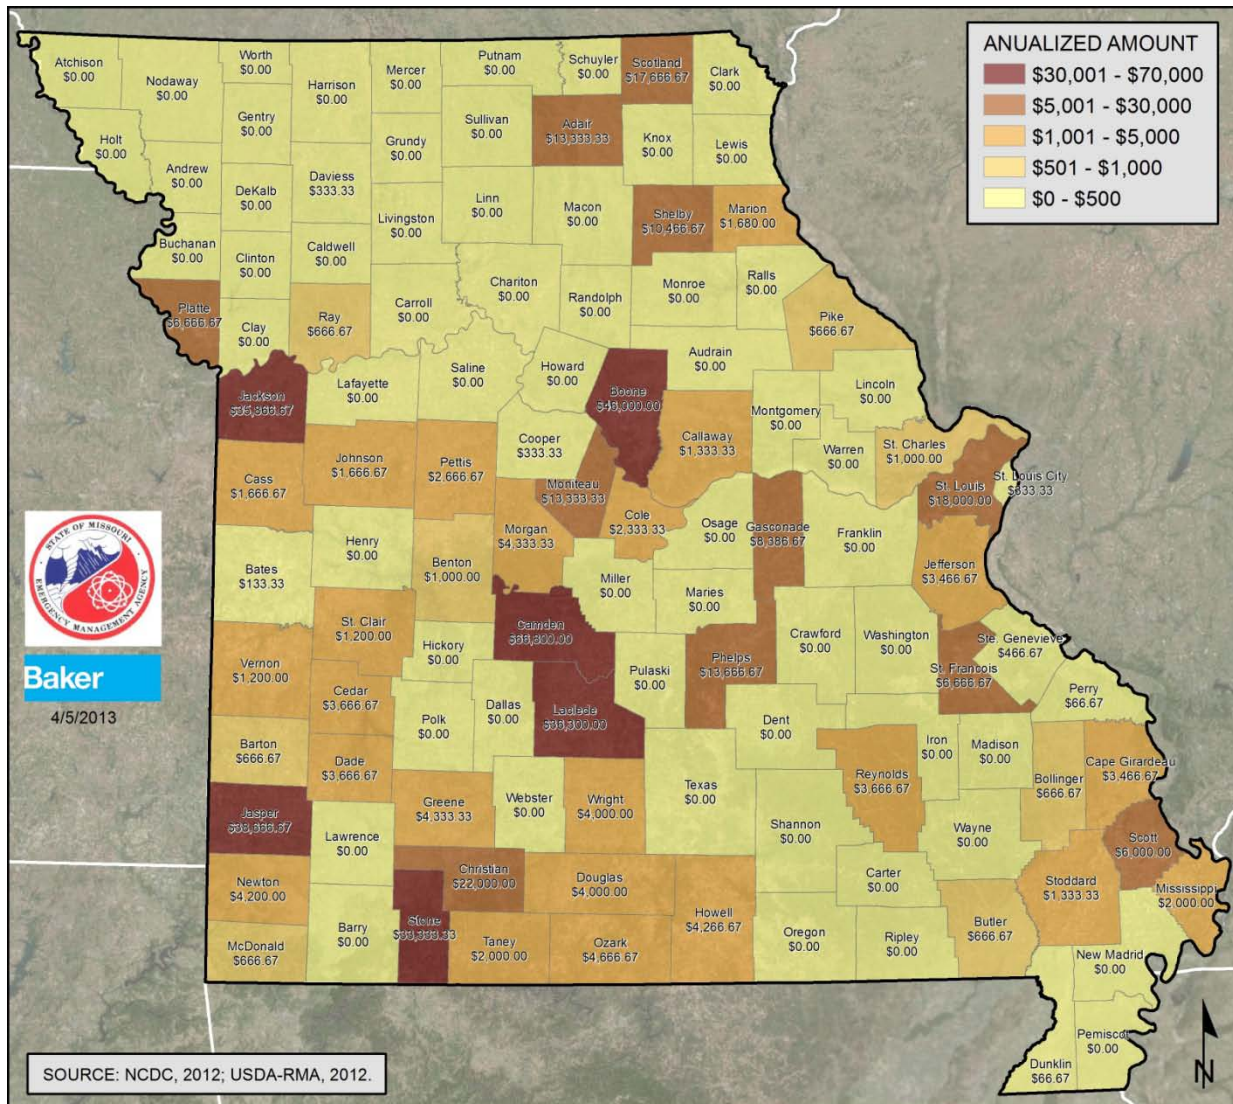 ANUALIZED AMOUNT
$30,001 - $70,000
$5,001 - $30,000
$1,001 - $5,000
$501 - $1,000
$0 - $500
Atchison
$0.00
Nodaway
$0.00
Worth
$0.00
Harrison
$0.00
Mercer
$0.00
Putnam
$0.00
Schuyler
$0.00
Scotland
$17,666.67
Clark
$0.00
Holt
$0.00
Andrew
$0.00
Gentry
$0.00
DeKalb
$0.00
Daviess
$333.33
Grundy
$0.00
Sullivan
$0.00
Adair
$13,333.33
Knox
$0.00
Lewis
$0.00
Livingston
$0.00
Linn
$0.00
Macon
$0.00
Shelby
$10,466.67
Marion
$1,680.00
Buchanan
$0.00
Clinton
$0.00
Caldwell
$0.00
Chariton
$0.00
Randolph
$0.00
Monroe
$0.00
Ralls
$0.00
Platte
$6,666.67
Clay
$0.00
Ray
$666.67
Carroll
$0.00
Pike
$666.67
Jackson
$35,866.67
Lafayette
$0.00
Saline
$0.00
Howard
$0.00
Boone
$46,000.00
Audrain
$0.00
Montgomery
$0.00
Lincoln
$0.00
Cass
$1,666.67
Johnson
$1,666.67
Pettis
$2,666.67
Cooper
$333.33
Moniteau
$13,333.33
Callaway
$1,333.33
Warren
$0.00
St. Charles
$1,000.00
St. Louis
$18,000.00
St. Louis City
Bates
$133.33
Henry
$0.00
Benton
$1,000.00
Morgan
$4,333.33
Cole
$2,333.33
Osage
$0.00
Gasconade
$8,386.67
Franklin
$0.00
Jefferson
$3,466.67
Miller
$0.00
Maries
$0.00
St. Clair
$1,200.00
Hickory
$0.00
Camden
$66,800.00
Pulaski
$0.00
Phelps
$13,666.67
Crawford
$0.00
Washington
$0.00
Ste. Genevieve
$466.67
St. Francois
$6,666.67
Perry
$66.67
Vernon
$1,200.00
Cedar
$3,666.67
Polk
$0.00
Dallas
$0.00
Laclede
$36,300.00
Dent
$0.00
Iron
$0.00
Madison
$0.00
Bollinger
$666.67
Cape Girardeau
$3,466.67
Barton
$666.67
Dade
$3,666.67
Greene
$4,333.33
Webster
$0.00
Wright
$4,000.00
Texas
$0.00
Reynolds
$3,666.67
Shannon
$0.00
Wayne
$0.00
Scott
$6,000.00
Jasper
$38,666.67
Lawrence
$0.00
Christian
$22,000.00
Douglas
$4,000.00
Howell
$4,266.67
Carter
$0.00
Stoddard
$1,333.33
Mississippi
$2,000.00
Newton
$4,200.00
McDonald
$666.67
Barry
$0.00
Stone
$33,333.33
Taney
$2,000.00
Ozark
$4,666.67
Oregon
$0.00
Ripley
$0.00
Butler
$666.67
New Madrid
$0.00
Pemiscot
$0.00
Dunklin
$66.67
STATE OF MISSOURI
EMERGENCY MANAGEMENT AGENCY
Baker
4/5/2013
SOURCE: NCDC, 2012; USDA-RMA, 2012.
N